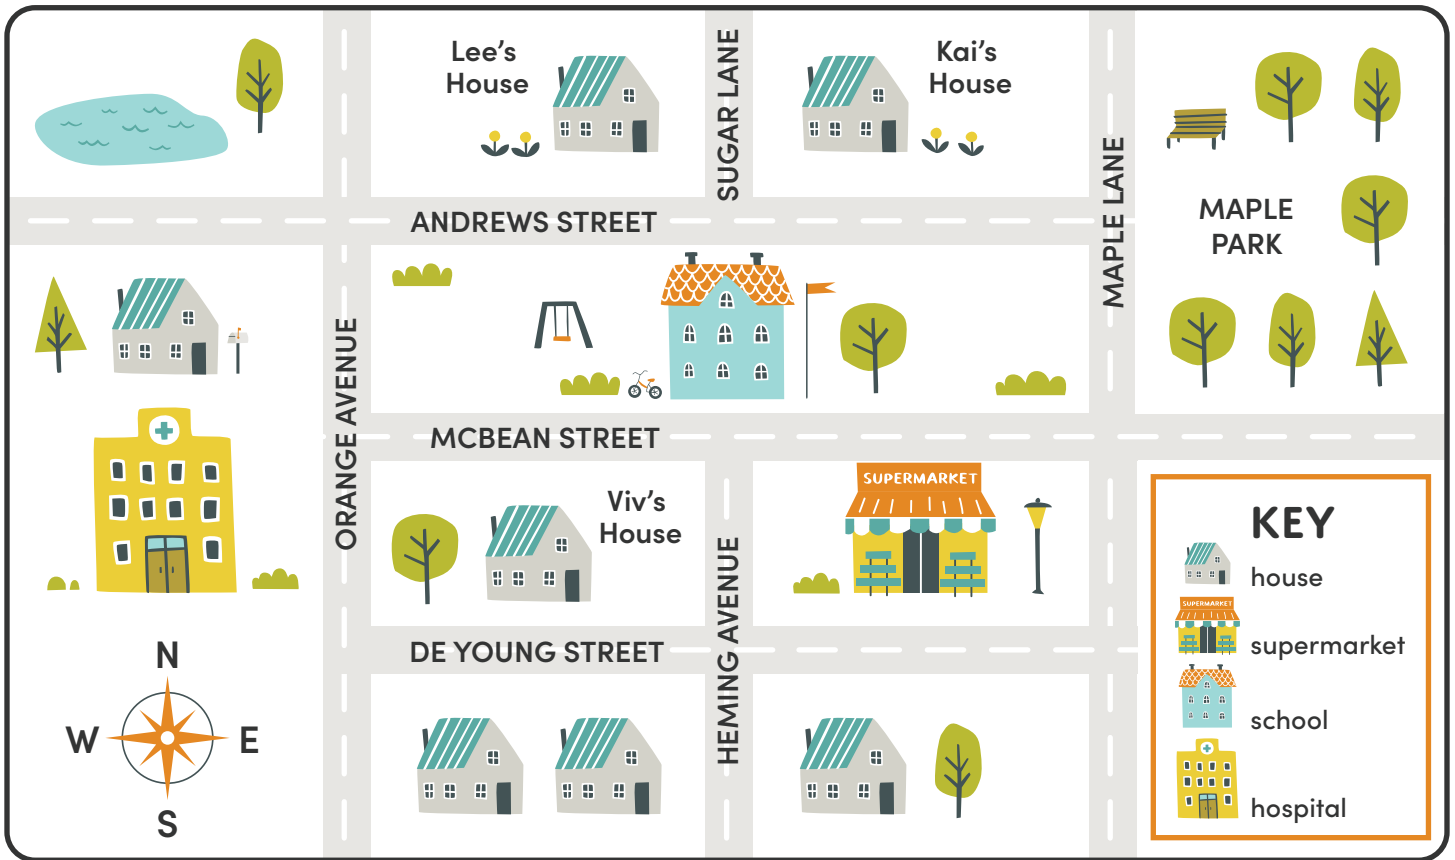 Lee's
House
SUGAR LANE
Kai's
House
MAPLE LANE
MAPLE
PARK
ANDREWS STREET
ORANGE AVENUE
MCBEAN STREET
Viv's
House
HEMING AVENUE
SUPERMARKET
DE YOUNG STREET
N
W
E
S
KEY
house
SUPERMARKET
supermarket
school
hospital